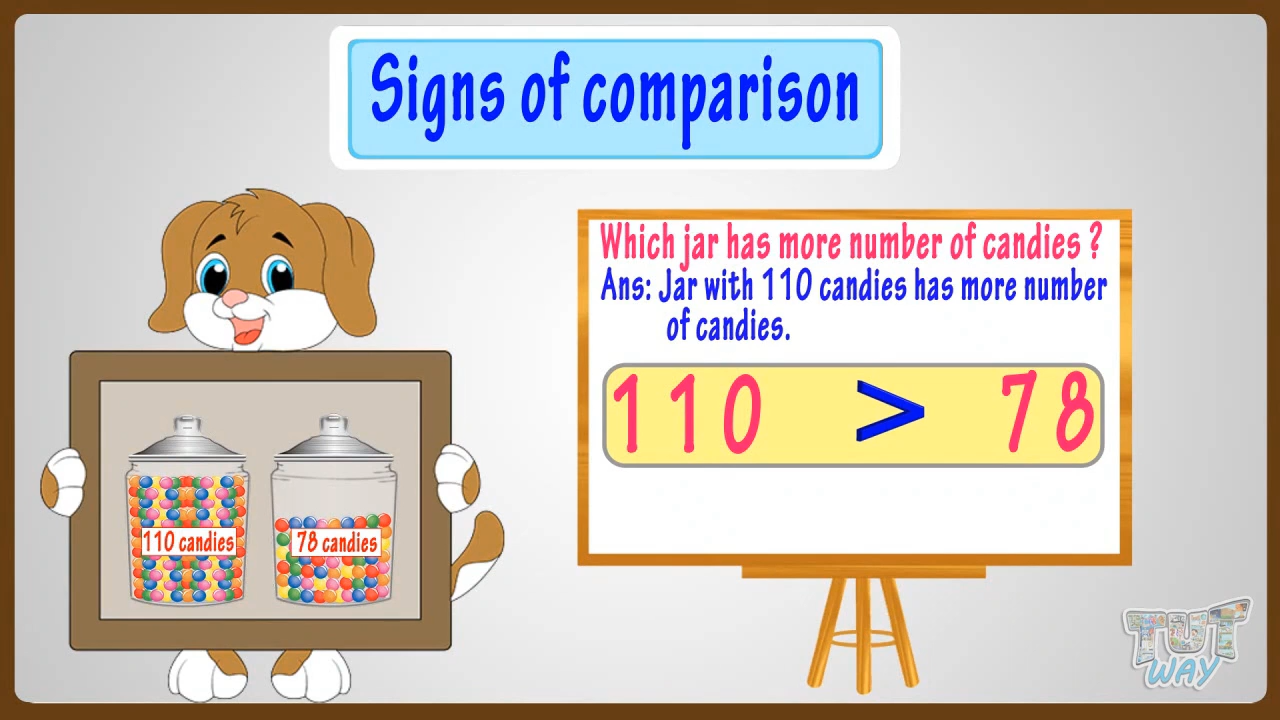 Signs of comparison
Which jar has more number of candies ?
Ans: Jar with 110 candies has more number
of candies.
110 > 78
110 candies
78 candies
TUT
WAY